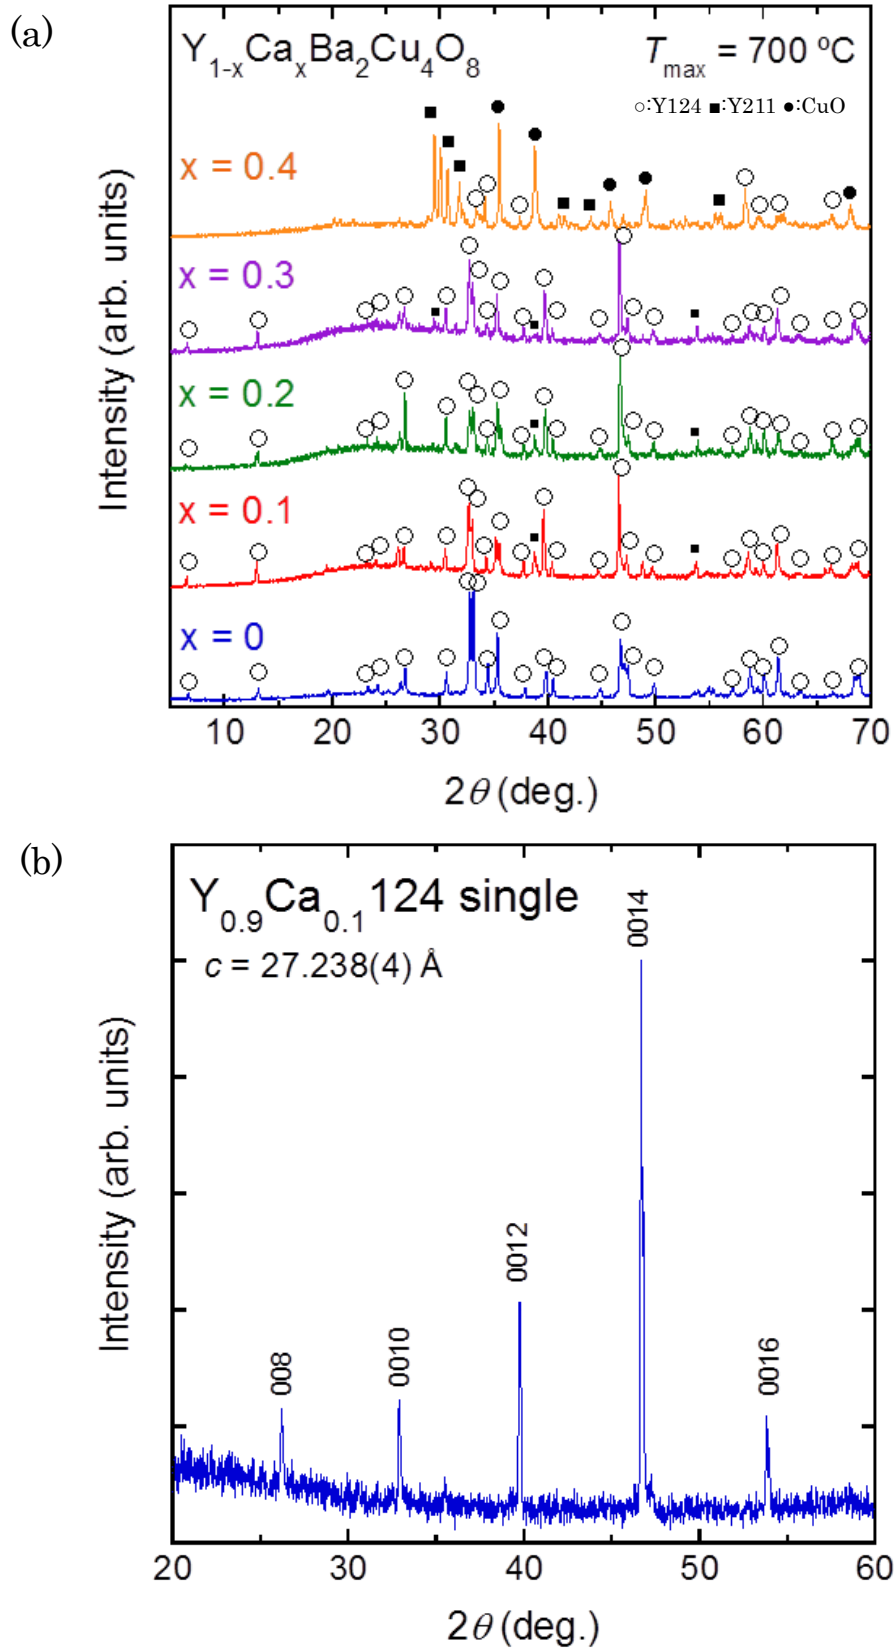 (a)
Y1-xCaxBa2Cu4O8
Tmax = 700 ºC
○:Y124 ■:Y211 ●:CuO
x = 0.4
x = 0.3
x = 0.2
x = 0.1
x = 0
Intensity (arb. units)
10 20 30 40 50 60 70
2θ (deg.)
(b)
Y0.9Ca0.1124 single
c = 27.238(4) Å
008
0010
0012
0014
0016
Intensity (arb. units)
20 30 40 50 60
2θ (deg.)